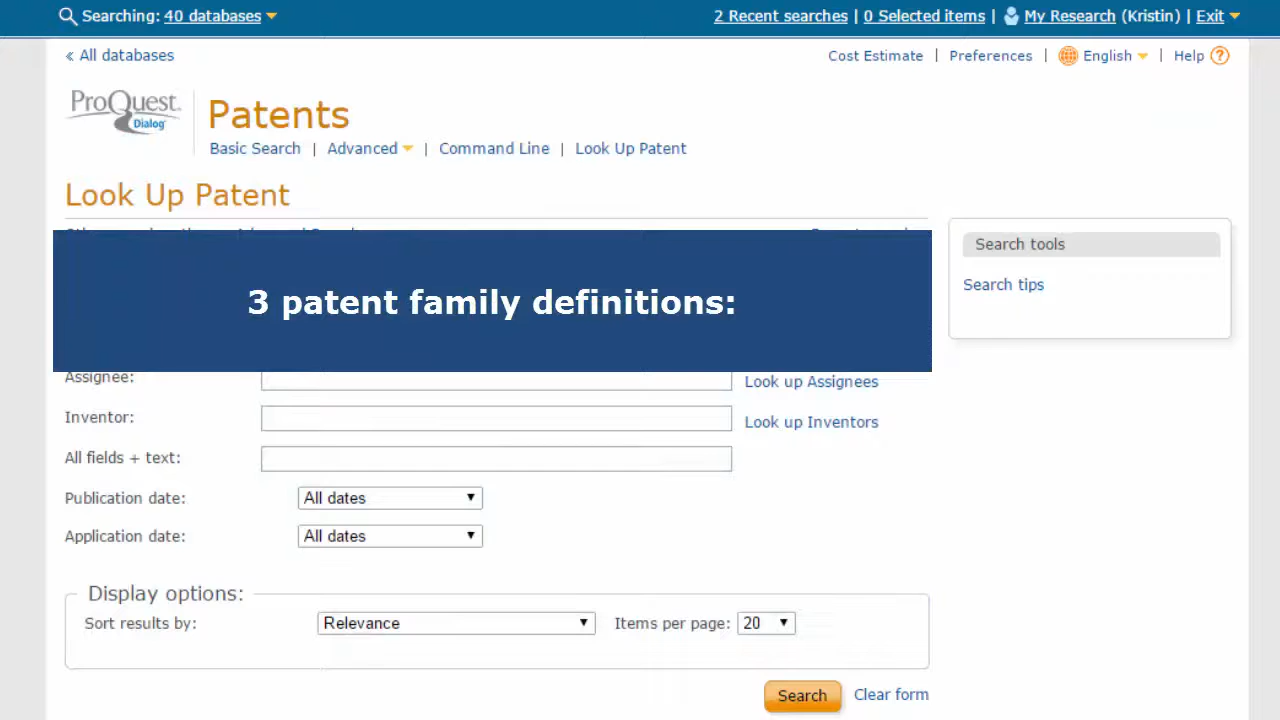 Searching: 40 databases
2 Recent searches | 0 Selected items | My Research (Kristin) | Exit
« All databases
Cost Estimate | Preferences | English | Help ?
ProQuest
Dialog
Patents
Basic Search | Advanced | Command Line | Look Up Patent
Look Up Patent
Search tools
Search tips
3 patent family definitions:
Assignee:
Look up Assignees
Inventor:
Look up Inventors
All fields + text:
Publication date: All dates
Application date: All dates
Display options:
Sort results by: Relevance Items per page: 20
Search Clear form